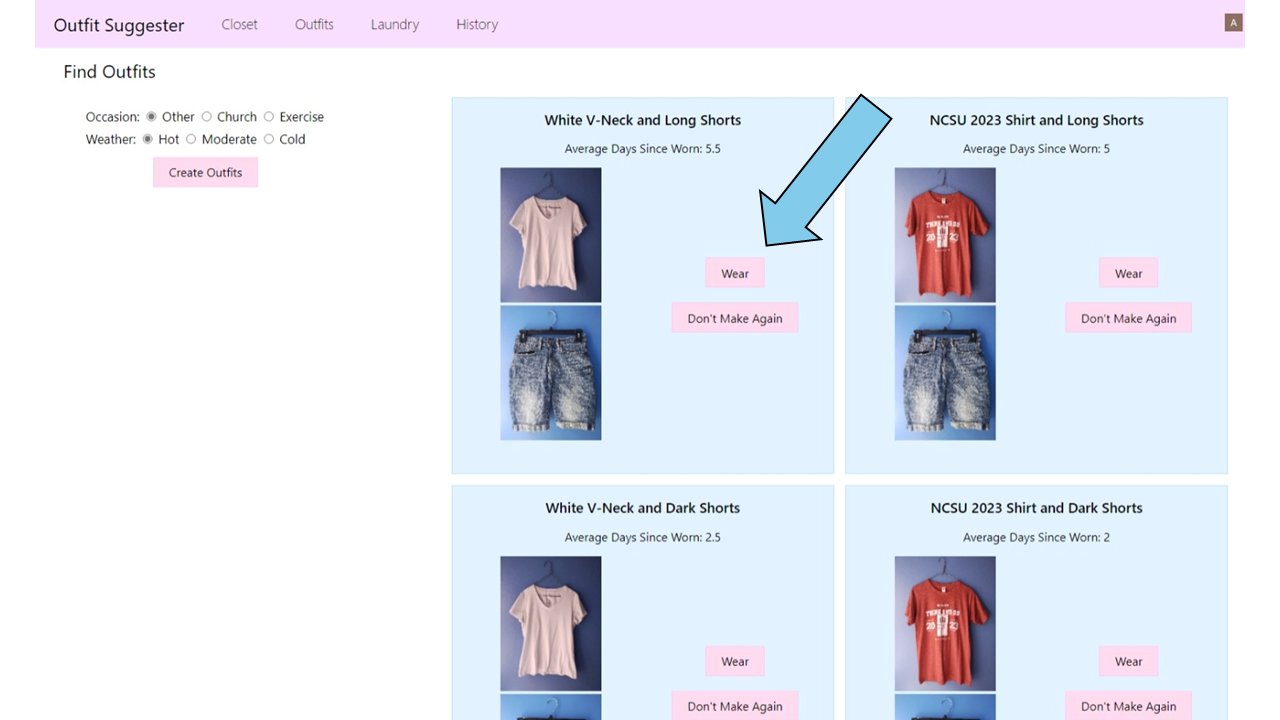 Outfit Suggester Closet Outfits Laundry History A
Find Outfits
Occasion: Other Church Exercise
Weather: Hot Moderate Cold
Create Outfits
White V-Neck and Long Shorts
Average Days Since Worn: 5.5
Wear
Don't Make Again
NCSU 2023 Shirt and Long Shorts
Average Days Since Worn: 5
20 23
Wear
Don't Make Again
White V-Neck and Dark Shorts
Average Days Since Worn: 2.5
Wear
Don't Make Again
NCSU 2023 Shirt and Dark Shorts
Average Days Since Worn: 2
20 23
Wear
Don't Make Again